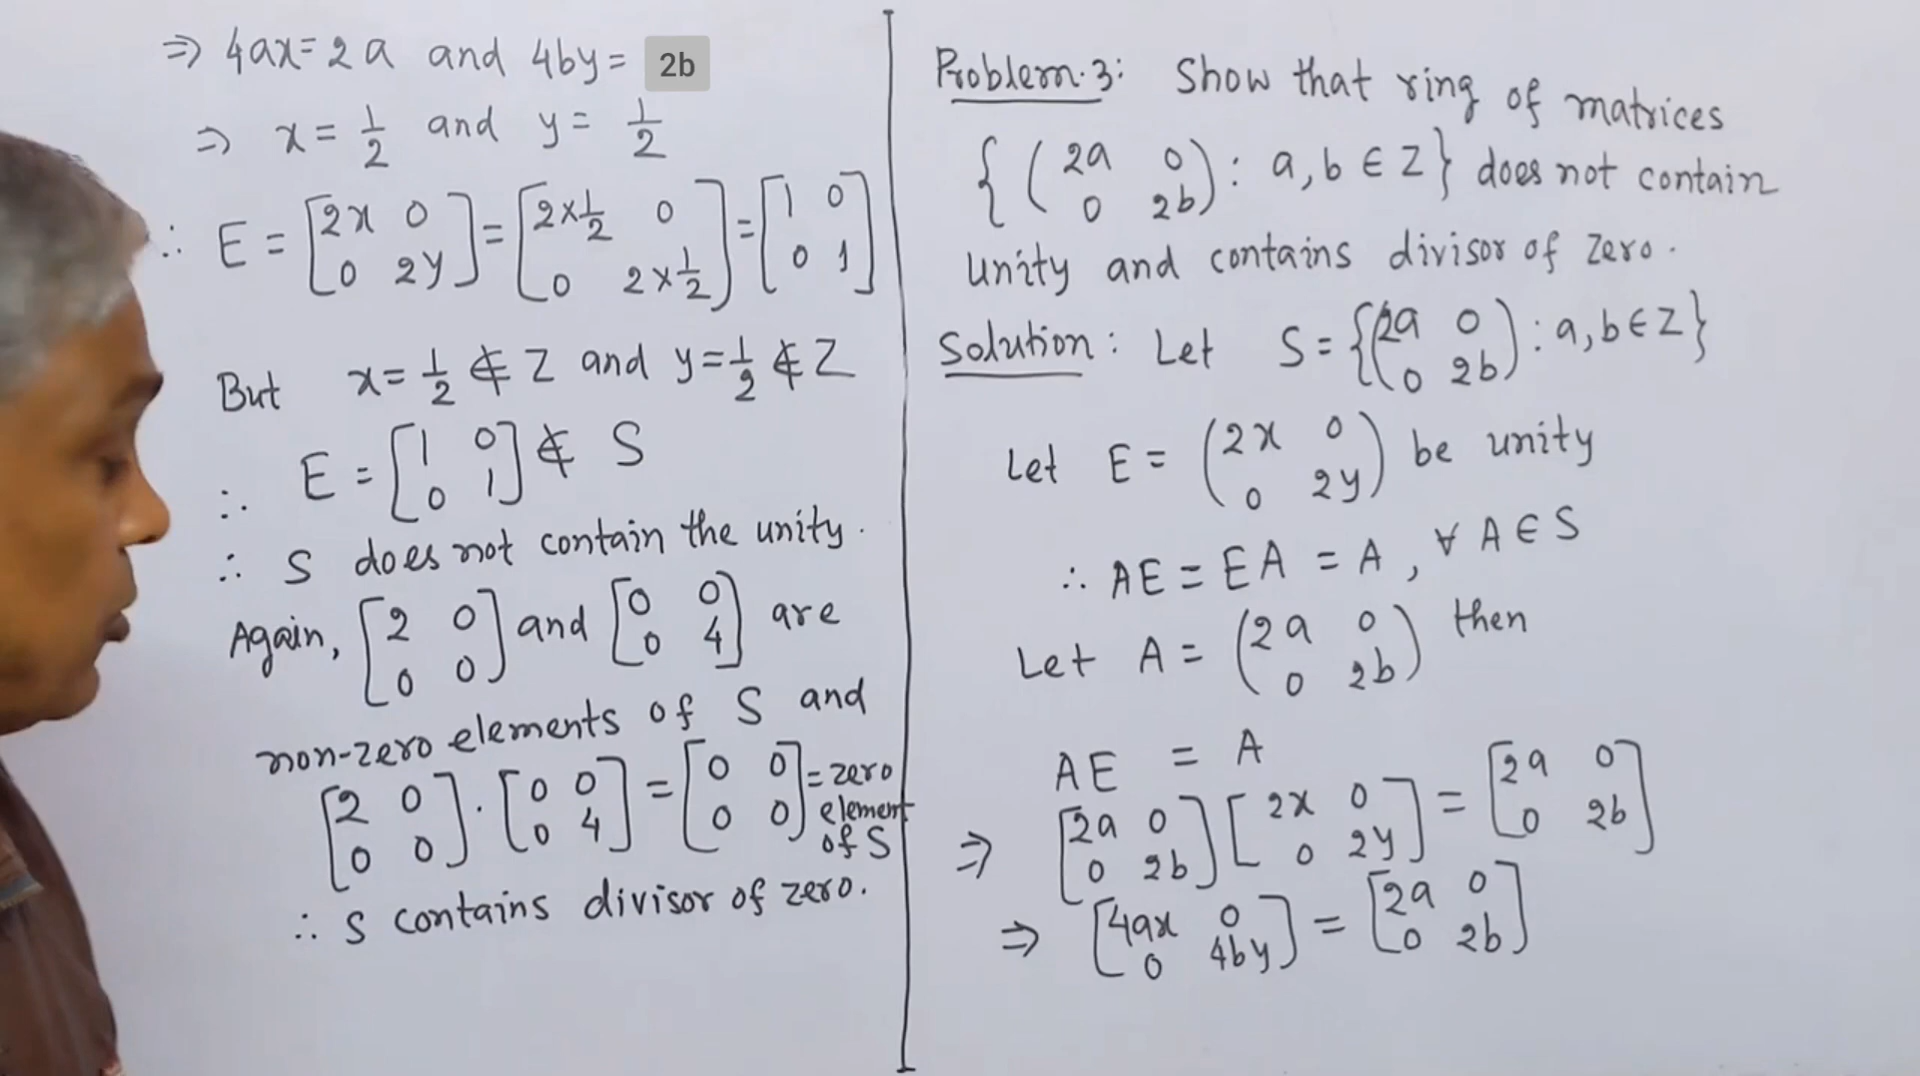 ⇒ 4ax = 2a and 4by = 2b
⇒ x = 1/2 and y = 1/2
∴ E = [2x 0; 0 2y] = [2×1/2 0; 0 2×1/2] = [1 0; 0 1]
But x = 1/2 ∉ Z and y = 1/2 ∉ Z
∴ E = [1 0; 0 1] ∉ S
∴ S does not contain the unity.
Again, [2 0; 0 0] and [0 0; 0 4] are
non-zero elements of S and
[2 0; 0 0] · [0 0; 0 4] = [0 0; 0 0] = zero element of S
∴ S contains divisor of zero.
Problem.3: Show that ring of matrices
{(2a 0; 0 2b) : a, b ∈ Z} does not contain
unity and contains divisor of zero.
Solution: Let S = {(2a 0; 0 2b) : a, b ∈ Z}
Let E = (2x 0; 0 2y) be unity
∴ AE = EA = A, ∀ A ∈ S
Let A = (2a 0; 0 2b) then
AE = A
⇒ [2a 0; 0 2b] [2x 0; 0 2y] = [2a 0; 0 2b]
⇒ [4ax 0; 0 4by] = [2a 0; 0 2b]